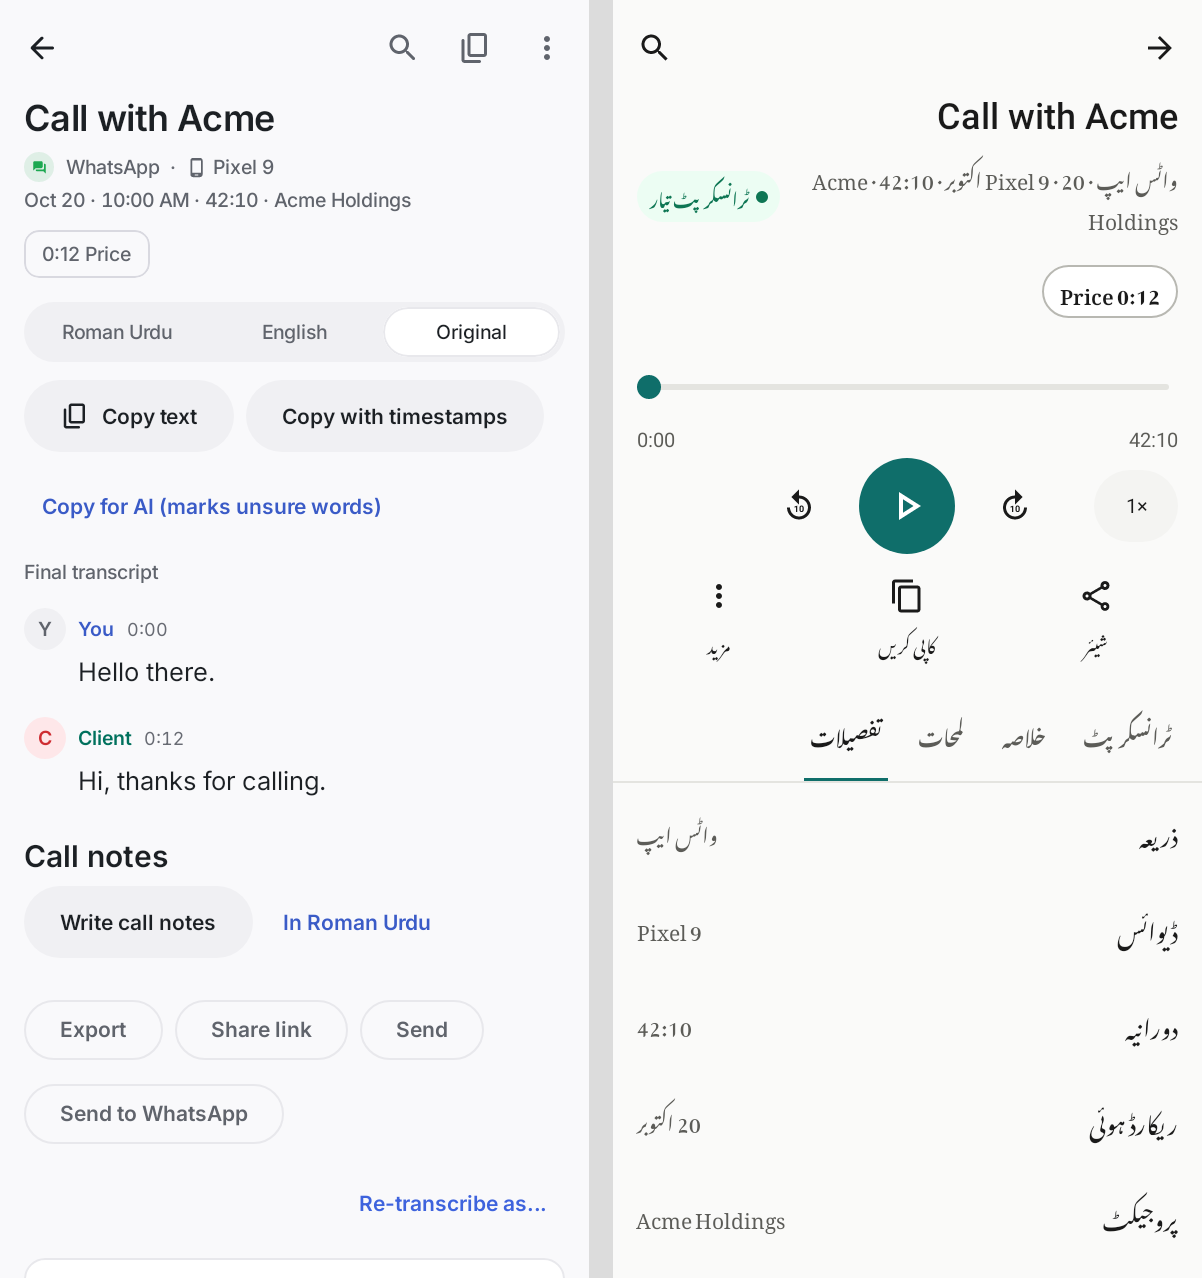 Call with Acme
WhatsApp · Pixel 9
Oct 20 · 10:00 AM · 42:10 · Acme Holdings
0:12 Price
Roman Urdu English Original
Copy text Copy with timestamps
Copy for AI (marks unsure words)
Final transcript
Y You 0:00
Hello there.
C Client 0:12
Hi, thanks for calling.
Call notes
Write call notes In Roman Urdu
Export Share link Send
Send to WhatsApp
Re-transcribe as...
Call with Acme
واٹس ایپ · Pixel 9 · 20 اکتوبر · 42:10 · Acme
Holdings
ٹرانسکرپٹ تیار
Price 0:12
0:00 42:10
10 10 1×
شیئر کاپی کریں مزید
ٹرانسکرپٹ خلاصہ لمحات تفصیلات
ذریعہ واٹس ایپ
ڈیوائس Pixel 9
دورانیہ 42:10
ریکارڈ ہوئی 20 اکتوبر
پروجیکٹ Acme Holdings